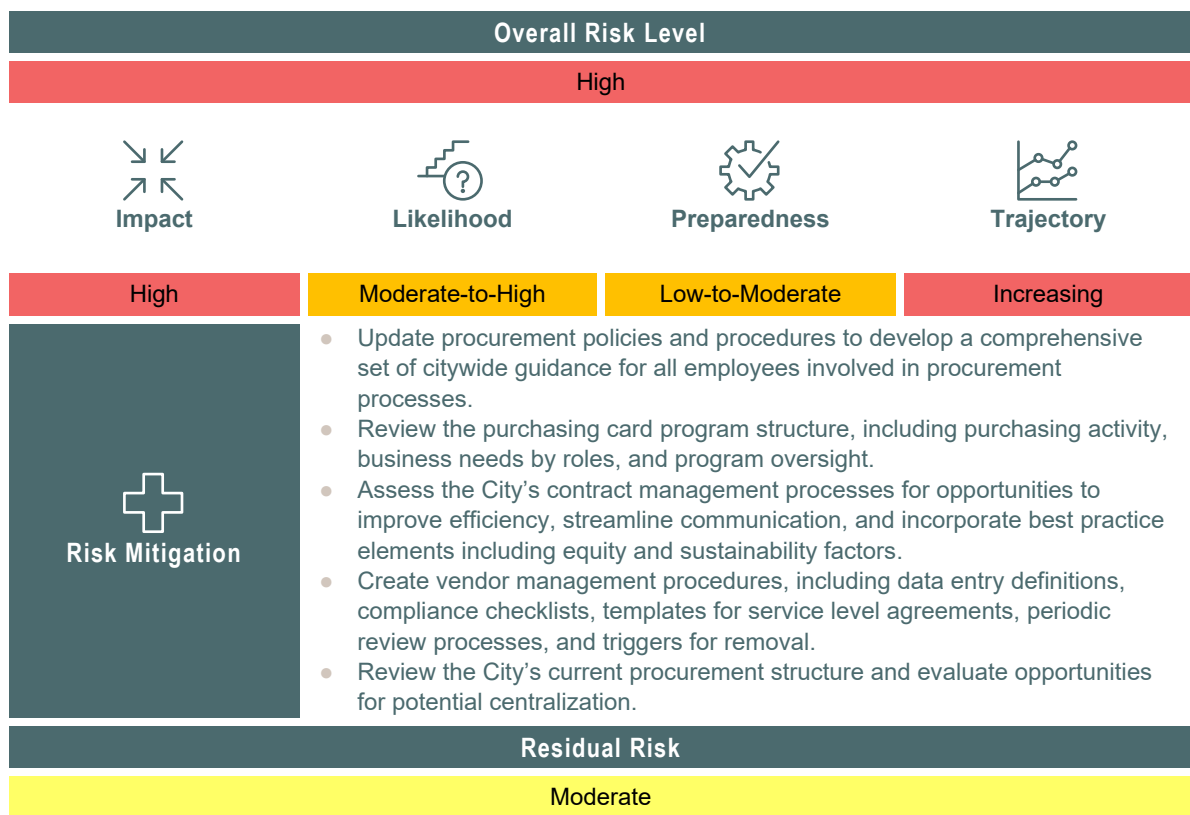 Overall Risk Level
High
Impact
Likelihood
?
Preparedness
Trajectory
High
Moderate-to-High
Low-to-Moderate
Increasing
Risk Mitigation
● Update procurement policies and procedures to develop a comprehensive
set of citywide guidance for all employees involved in procurement
processes.
● Review the purchasing card program structure, including purchasing activity,
business needs by roles, and program oversight.
● Assess the City’s contract management processes for opportunities to
improve efficiency, streamline communication, and incorporate best practice
elements including equity and sustainability factors.
● Create vendor management procedures, including data entry definitions,
compliance checklists, templates for service level agreements, periodic
review processes, and triggers for removal.
● Review the City’s current procurement structure and evaluate opportunities
for potential centralization.
Residual Risk
Moderate